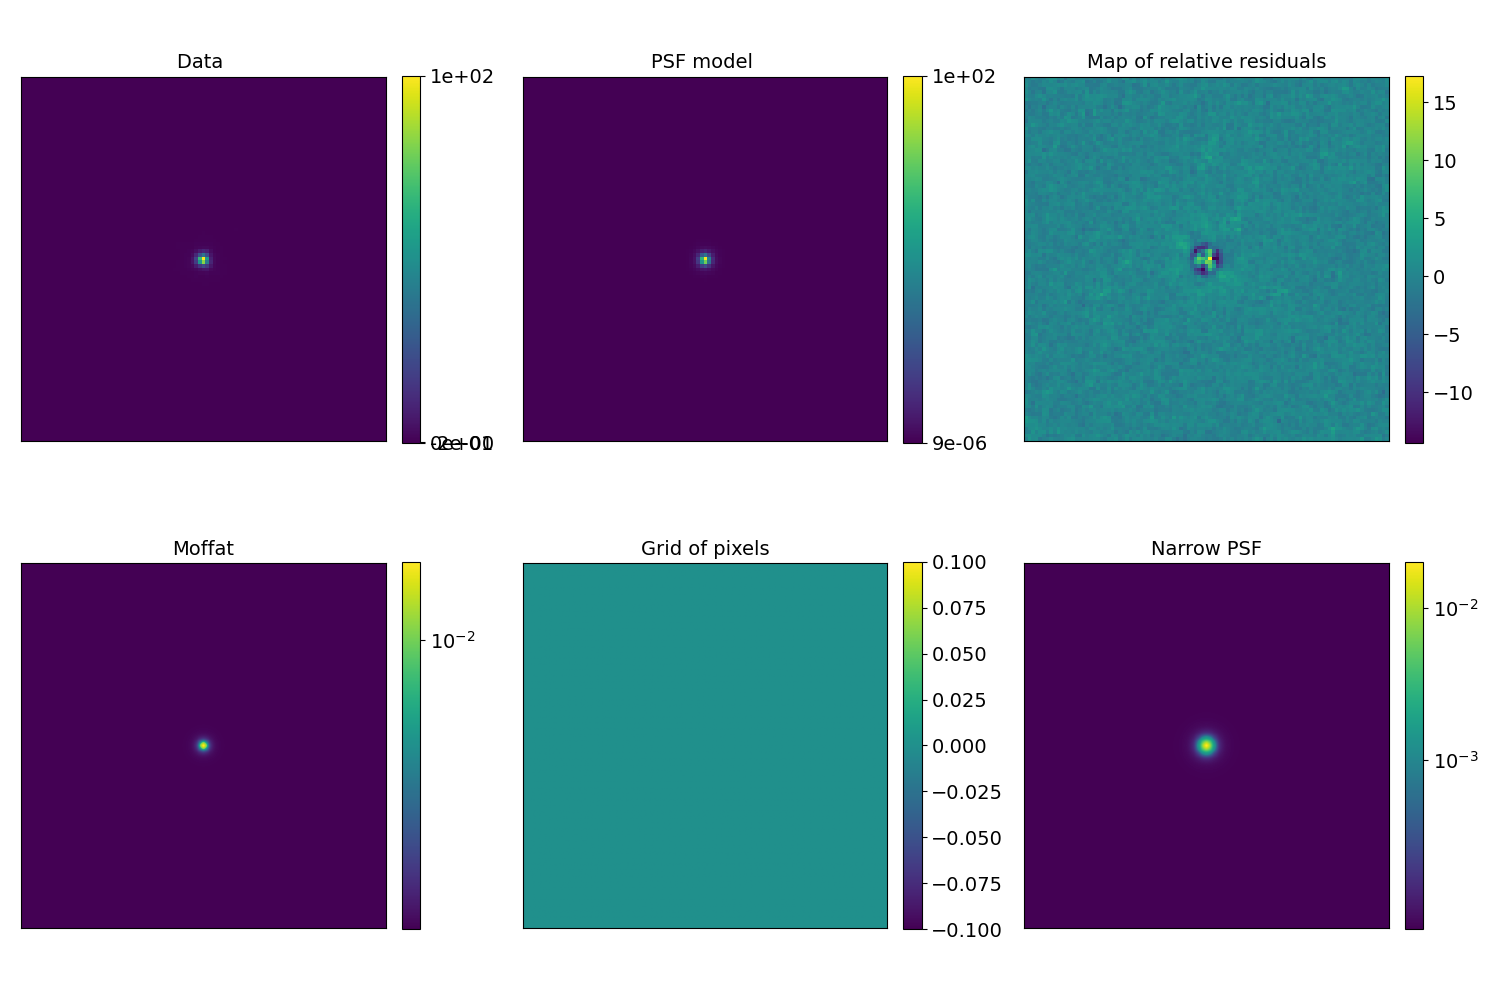 Data
1e+02
PSF model
1e+02
9e-06
Map of relative residuals
15
10
5
0
−5
−10
Moffat
10⁻²
Grid of pixels
0.100
0.075
0.050
0.025
0.000
−0.025
−0.050
−0.075
−0.100
Narrow PSF
10⁻²
10⁻³